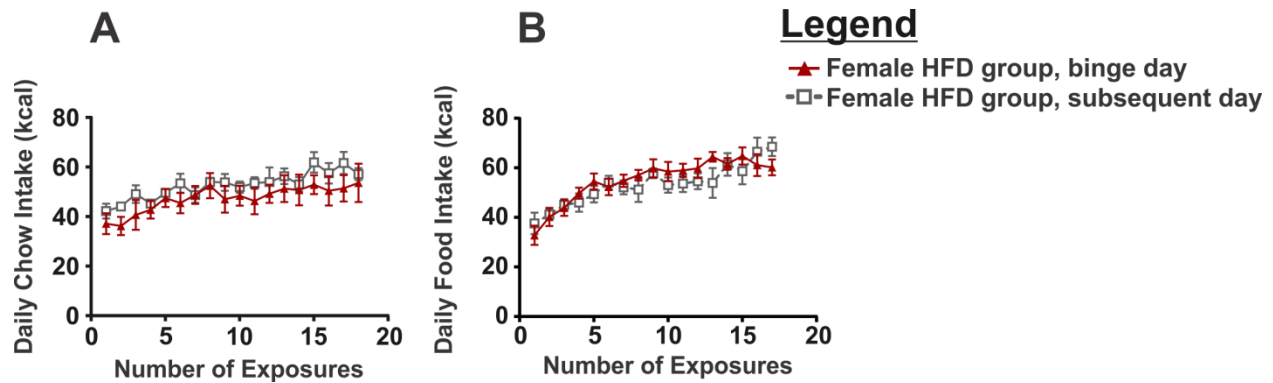 A
B
Legend
Female HFD group, binge day
Female HFD group, subsequent day
Daily Chow Intake (kcal)
80
60
40
20
0
0 5 10 15 20
Number of Exposures
Daily Food Intake (kcal)
80
60
40
20
0
0 5 10 15 20
Number of Exposures